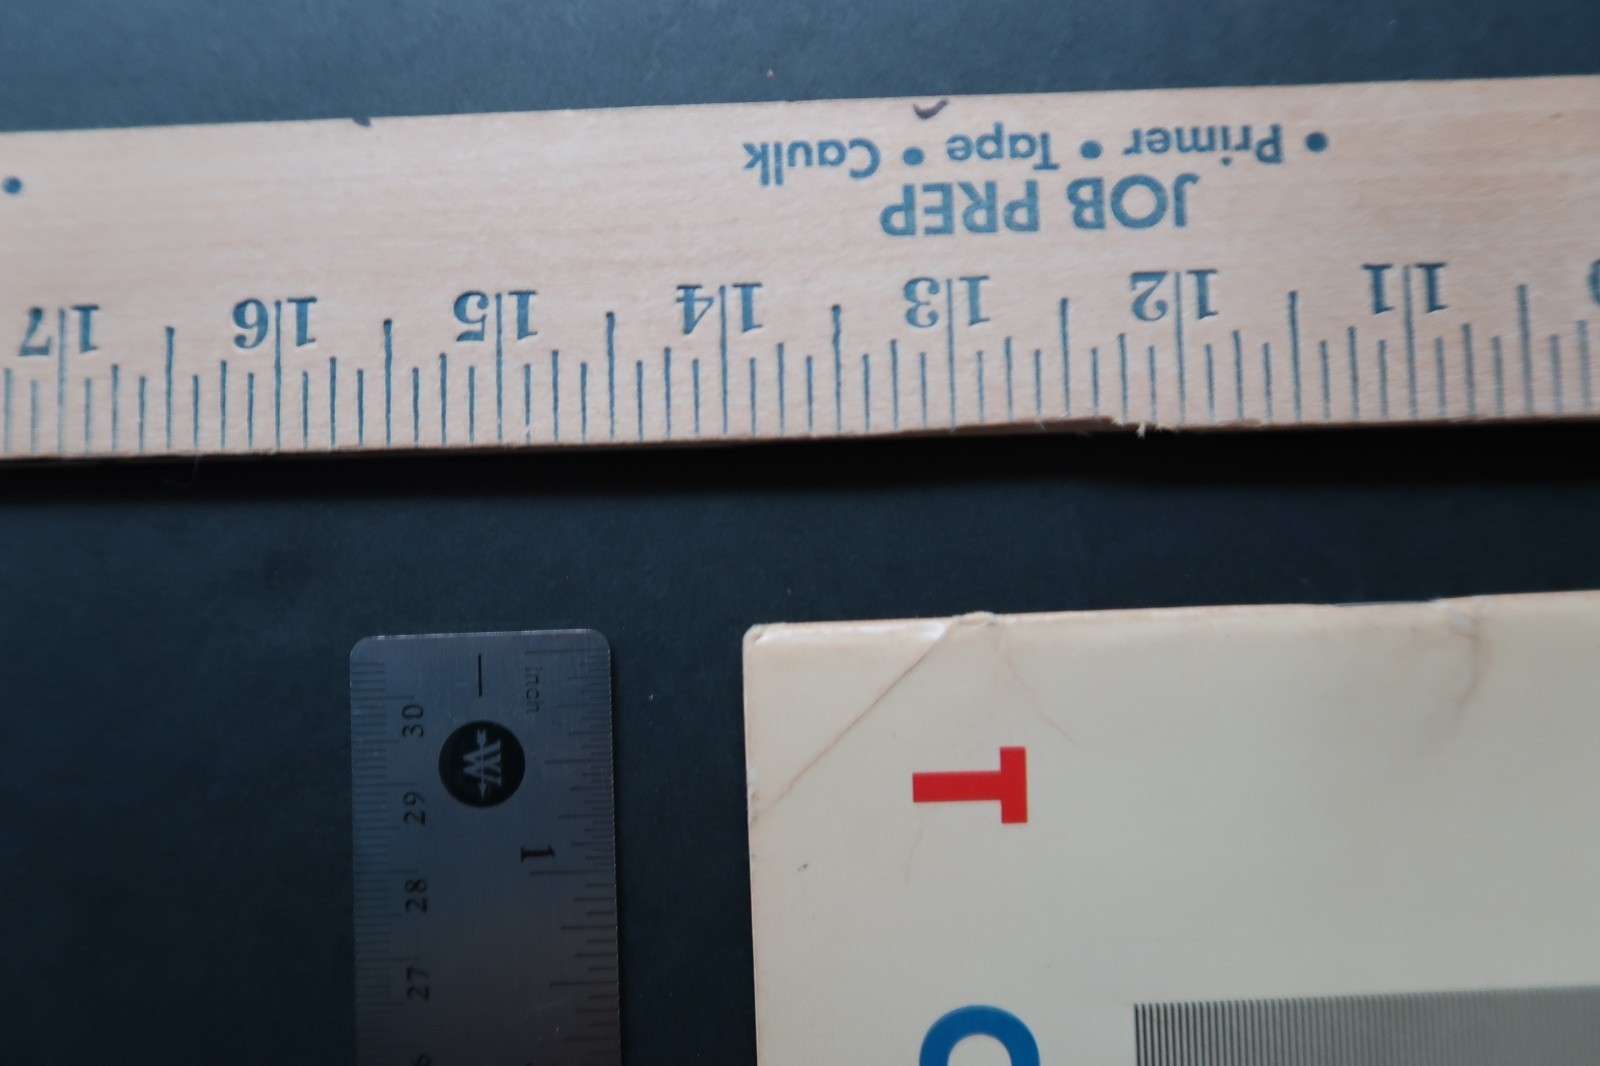 JOB PREP
• Primer • Tape • Caulk •
11 12 13 14 15 16 17
inch
1
30
29
28
27
W
T